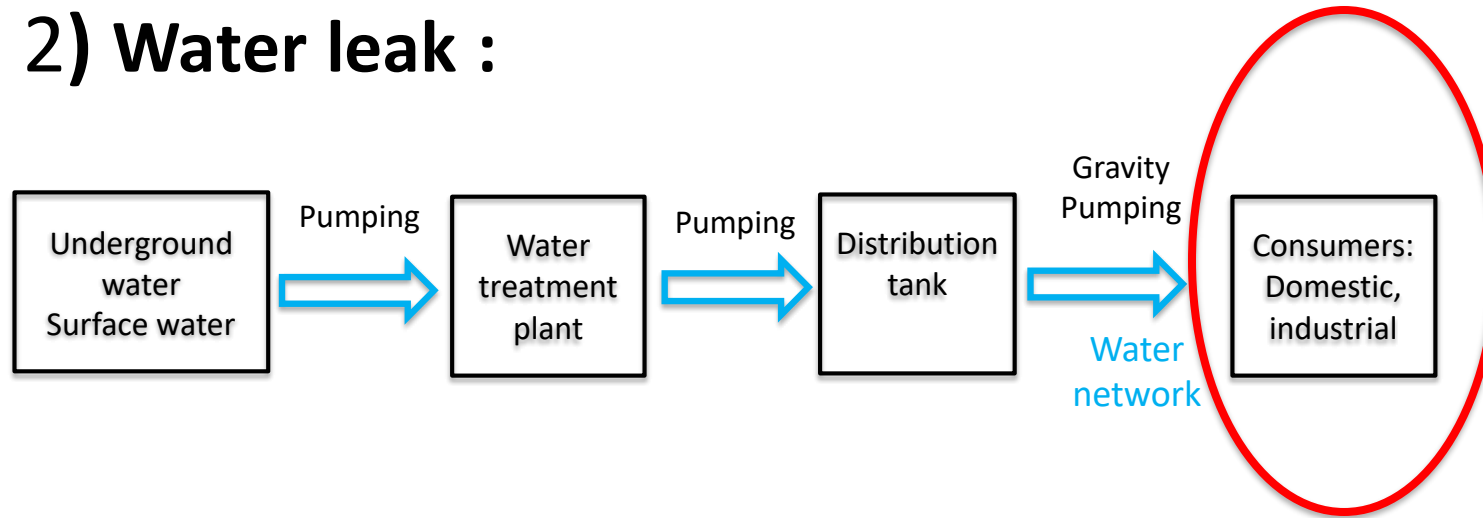 2) Water leak :
Underground
water
Surface water
Pumping
Water
treatment
plant
Pumping
Distribution
tank
Gravity
Pumping
Water
network
Consumers:
Domestic,
industrial